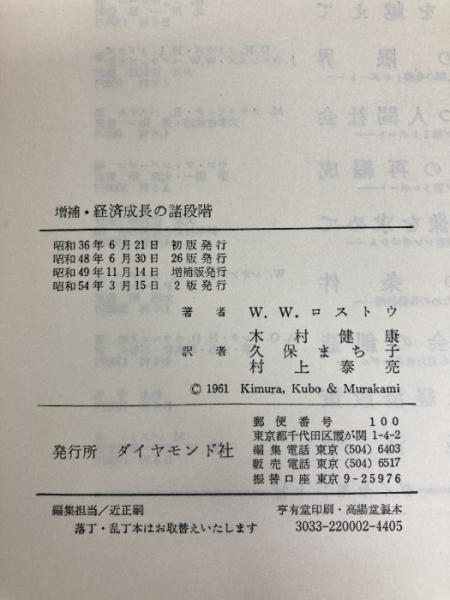 増補・経済成長の諸段階
昭和36年6月21日 初版発行
昭和48年6月30日 26版発行
昭和49年11月14日 増補版発行
昭和54年3月15日 2版発行
著者 W.W.ロストウ
木村健康
訳者 久保まち子
村上泰亮
© 1961 Kimura, Kubo & Murakami
郵便番号 100
東京都千代田区霞が関1-4-2
発行所 ダイヤモンド社
編集電話 東京(504)6403
販売電話 東京(504)6517
振替口座 東京9-25976
編集担当/近正嗣
亨有堂印刷・高陽堂製本
落丁・乱丁本はお取替えいたします
3033-220002-4405